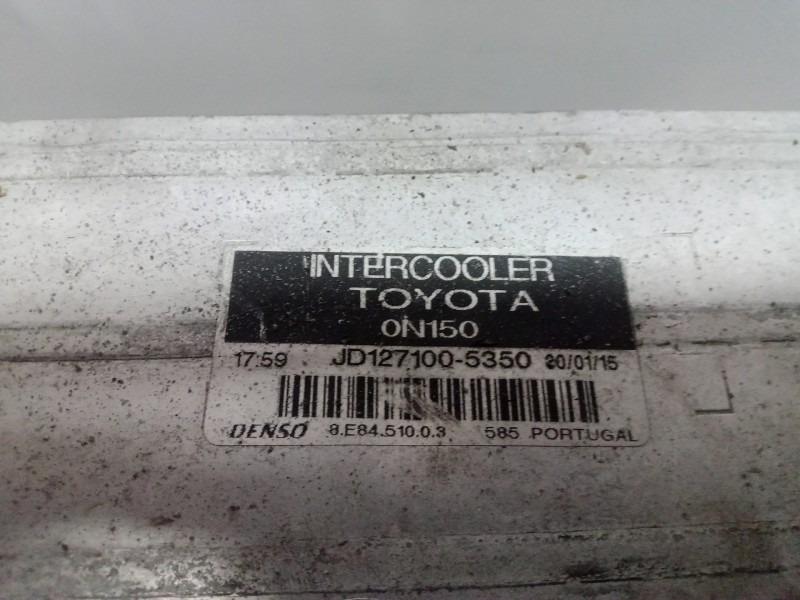 INTERCOOLER
TOYOTA
0N150
17:59 JD127100-5350 20/01/15
DENSO 8.E84.510.0.3 585 PORTUGAL